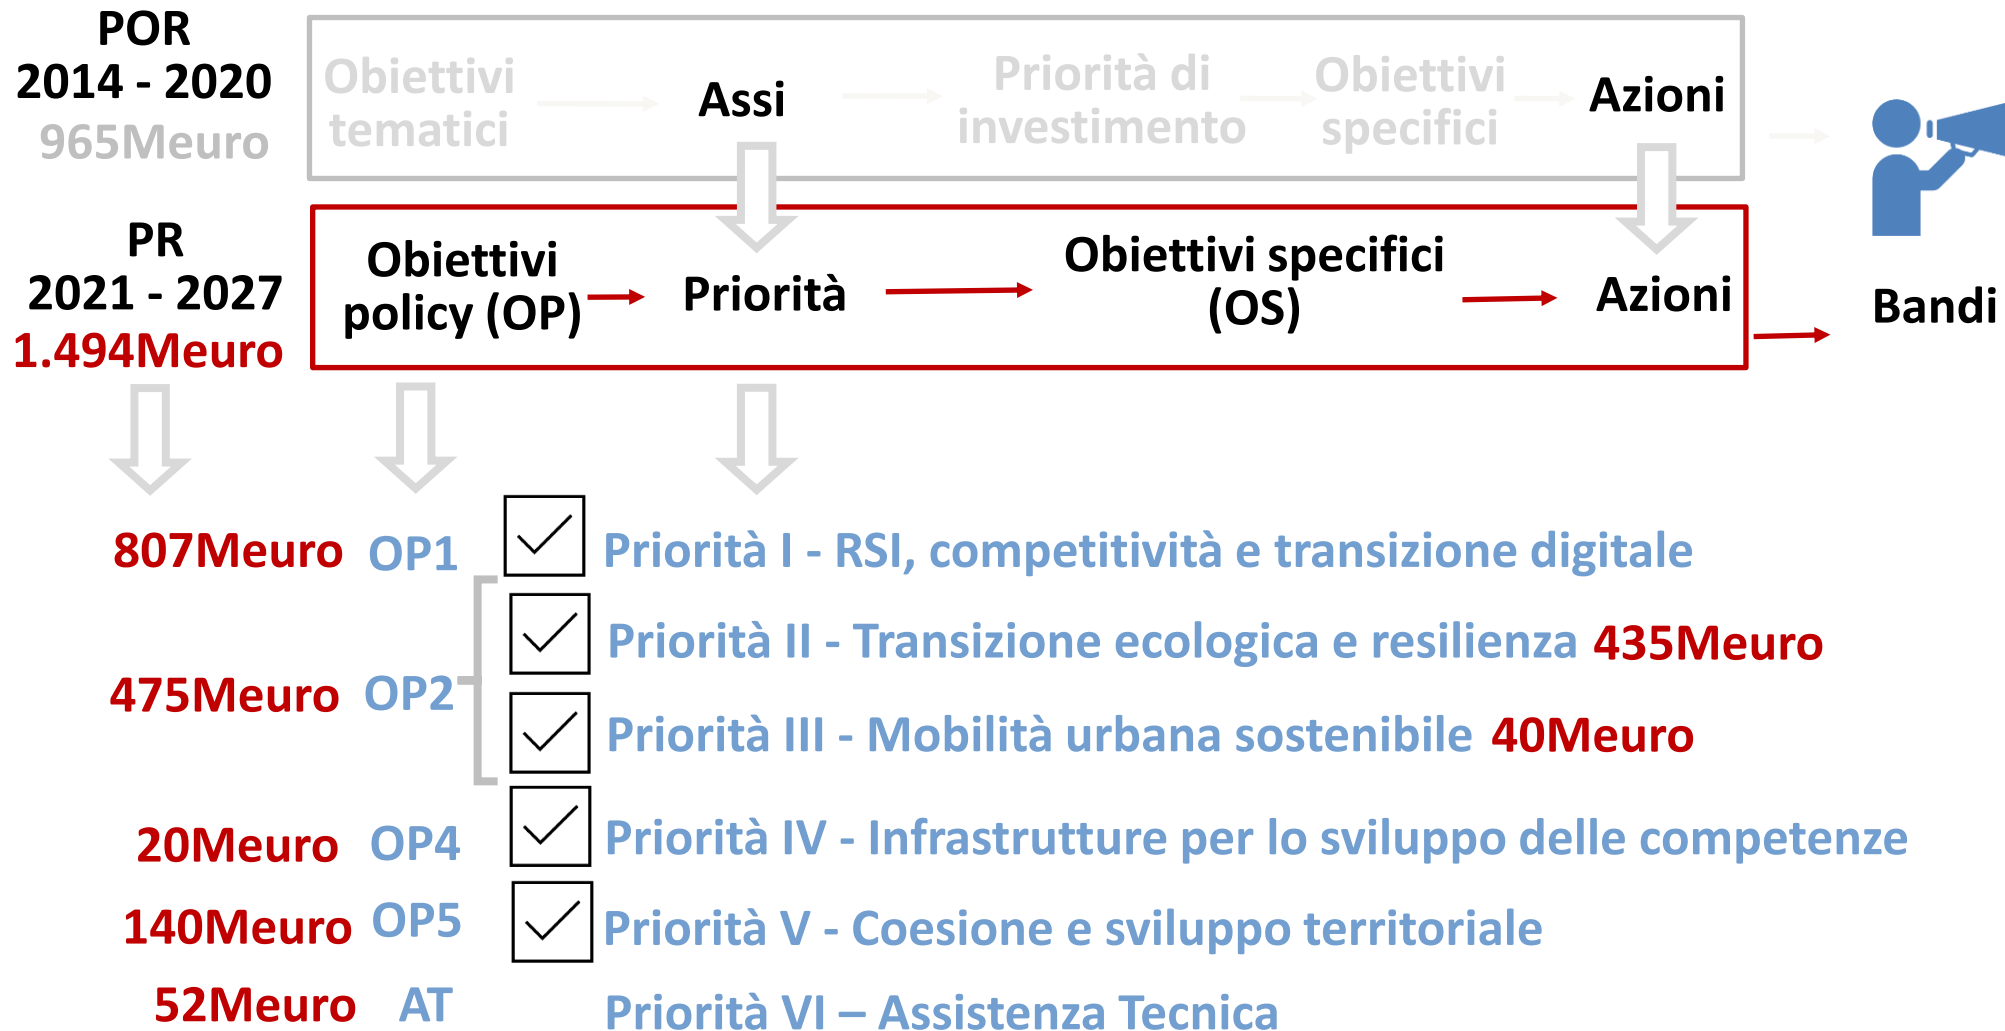 POR
2014 - 2020
965Meuro
Obiettivi
tematici
Assi
Priorità di
investimento
Obiettivi
specifici
Azioni
PR
2021 - 2027
1.494Meuro
Obiettivi
policy (OP)
Priorità
Obiettivi specifici
(OS)
Azioni
Bandi
807Meuro OP1 Priorità I - RSI, competitività e transizione digitale
Priorità II - Transizione ecologica e resilienza 435Meuro
475Meuro OP2
Priorità III - Mobilità urbana sostenibile 40Meuro
20Meuro OP4 Priorità IV - Infrastrutture per lo sviluppo delle competenze
140Meuro OP5 Priorità V - Coesione e sviluppo territoriale
52Meuro AT Priorità VI – Assistenza Tecnica